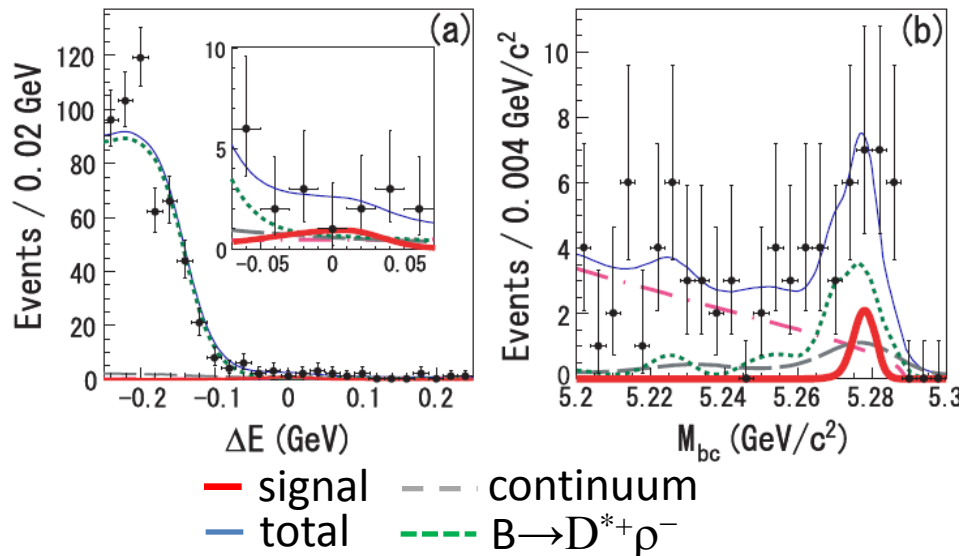 (a)
Events / 0.02 GeV
120
100
80
60
40
20
0
10
5
0
−0.05 0 0.05
−0.2 −0.1 0 0.1 0.2
ΔE (GeV)
(b)
Events / 0.004 GeV/c²
10
8
6
4
2
0
5.2 5.22 5.24 5.26 5.28 5.3
M_bc (GeV/c²)
signal continuum
total B→D*⁺ρ⁻